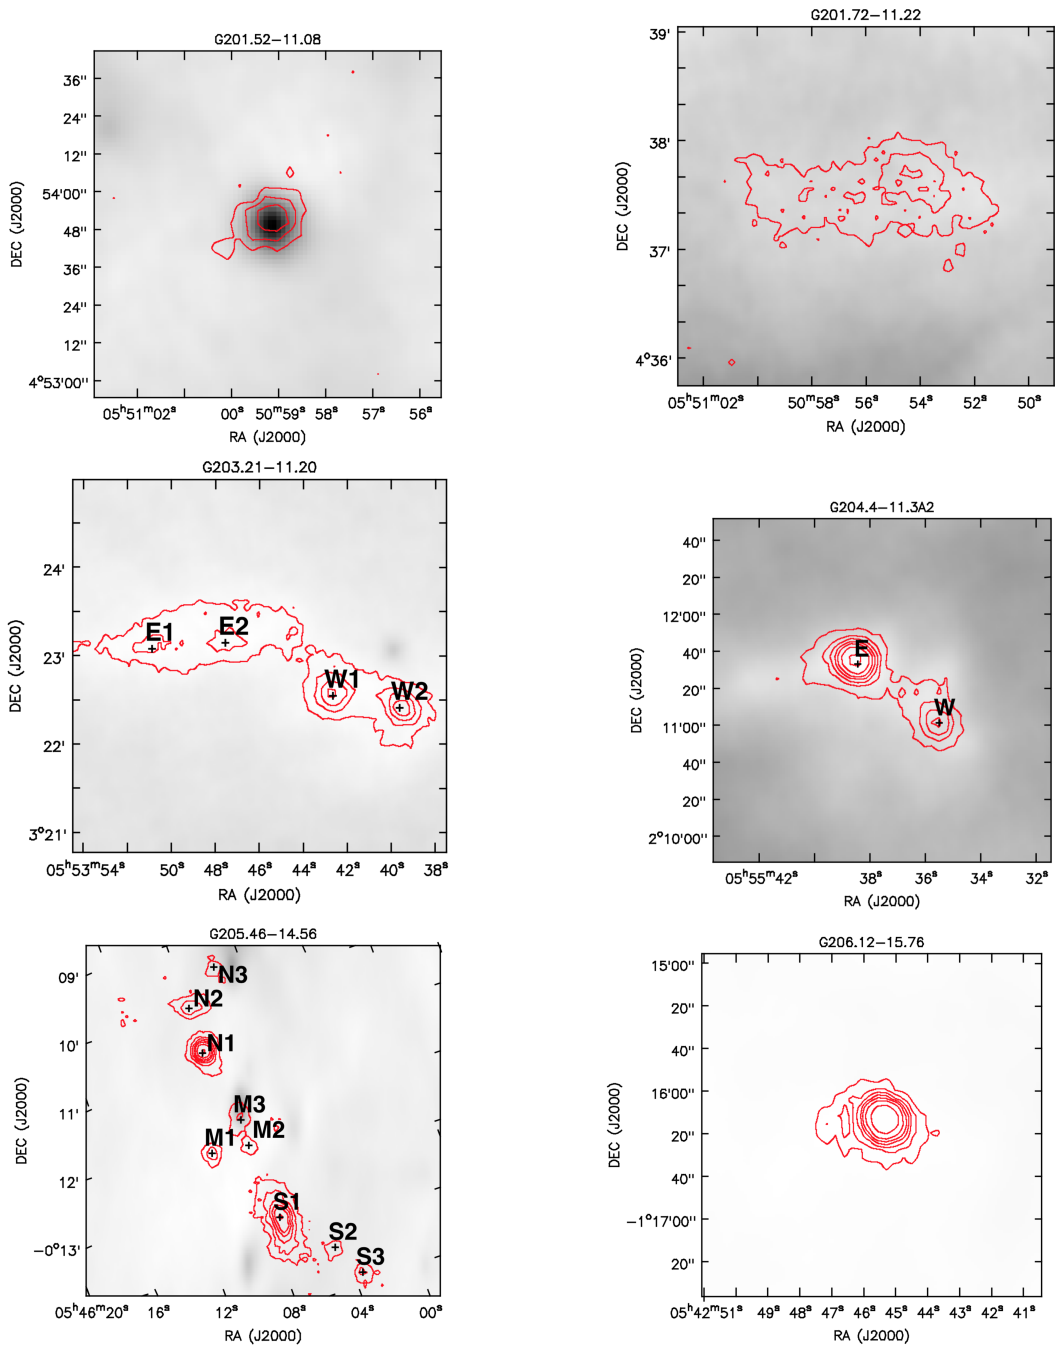 G201.52−11.08
36"
24"
12"
54'00"
48"
36"
24"
12"
4°53'00"
DEC (J2000)
05ʰ51ᵐ02ˢ 00ˢ 50ᵐ59ˢ 58ˢ 57ˢ 56ˢ
RA (J2000)
G201.72−11.22
39'
38'
37'
4°36'
DEC (J2000)
05ʰ51ᵐ02ˢ 50ᵐ58ˢ 56ˢ 54ˢ 52ˢ 50ˢ
RA (J2000)
G203.21−11.20
24'
23'
22'
3°21'
DEC (J2000)
E1 E2
W1 W2
05ʰ53ᵐ54ˢ 50ˢ 48ˢ 46ˢ 44ˢ 42ˢ 40ˢ 38ˢ
RA (J2000)
G204.4−11.3A2
40"
20"
12'00"
40"
20"
11'00"
40"
20"
2°10'00"
DEC (J2000)
E
W
05ʰ55ᵐ42ˢ 38ˢ 36ˢ 34ˢ 32ˢ
RA (J2000)
G205.46−14.56
09'
10'
11'
12'
−0°13'
DEC (J2000)
N3
N2
N1
M3
M1 M2
S1
S2
S3
05ʰ46ᵐ20ˢ 16ˢ 12ˢ 08ˢ 04ˢ 00ˢ
RA (J2000)
G206.12−15.76
15'00"
20"
40"
16'00"
20"
40"
−1°17'00"
20"
DEC (J2000)
05ʰ42ᵐ51ˢ 49ˢ 48ˢ 47ˢ 46ˢ 45ˢ 44ˢ 43ˢ 42ˢ 41ˢ
RA (J2000)